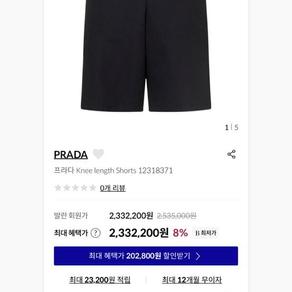 1 | 5
PRADA
프라다 Knee length Shorts 12318371
0개 리뷰
발란 회원가 2,332,200원 2,535,000원
최대 혜택가 ? 2,332,200원 8% B 최저가
최대 혜택가 202,800원 할인받기 >
최대 23,200원 적립 | 최대 12개월 무이자